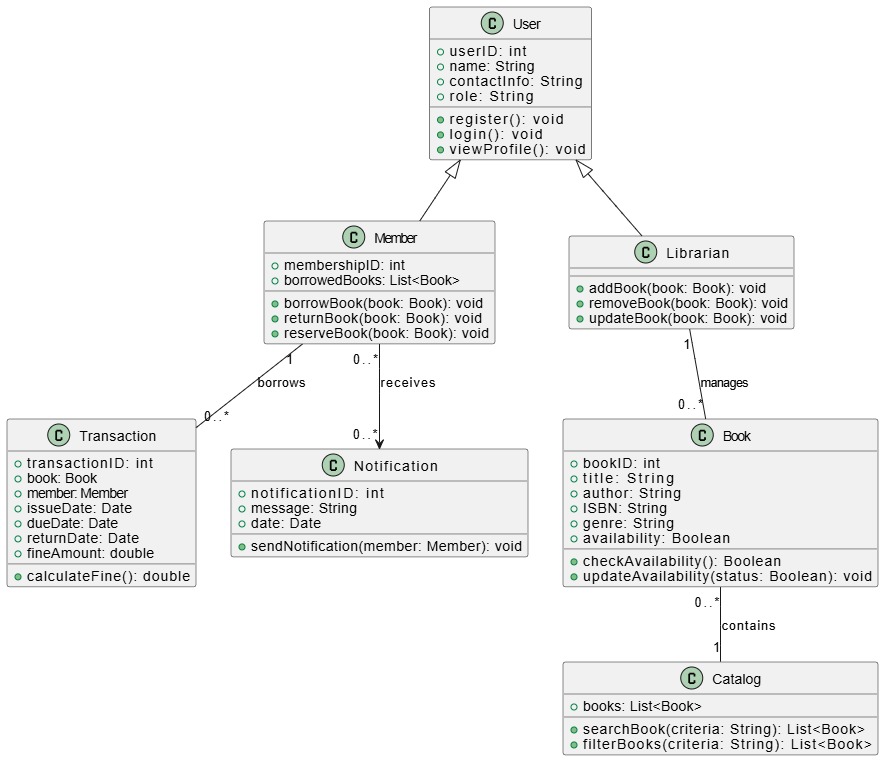 C User
userID: int
name: String
contactInfo: String
role: String
register(): void
login(): void
viewProfile(): void
C Member
membershipID: int
borrowedBooks: List<Book>
borrowBook(book: Book): void
returnBook(book: Book): void
reserveBook(book: Book): void
C Librarian
addBook(book: Book): void
removeBook(book: Book): void
updateBook(book: Book): void
1
borrows
0..*
0..*
receives
0..*
1
manages
0..*
C Transaction
transactionID: int
book: Book
member: Member
issueDate: Date
dueDate: Date
returnDate: Date
fineAmount: double
calculateFine(): double
C Notification
notificationID: int
message: String
date: Date
sendNotification(member: Member): void
C Book
bookID: int
title: String
author: String
ISBN: String
genre: String
availability: Boolean
checkAvailability(): Boolean
updateAvailability(status: Boolean): void
0..*
contains
1
C Catalog
books: List<Book>
searchBook(criteria: String): List<Book>
filterBooks(criteria: String): List<Book>